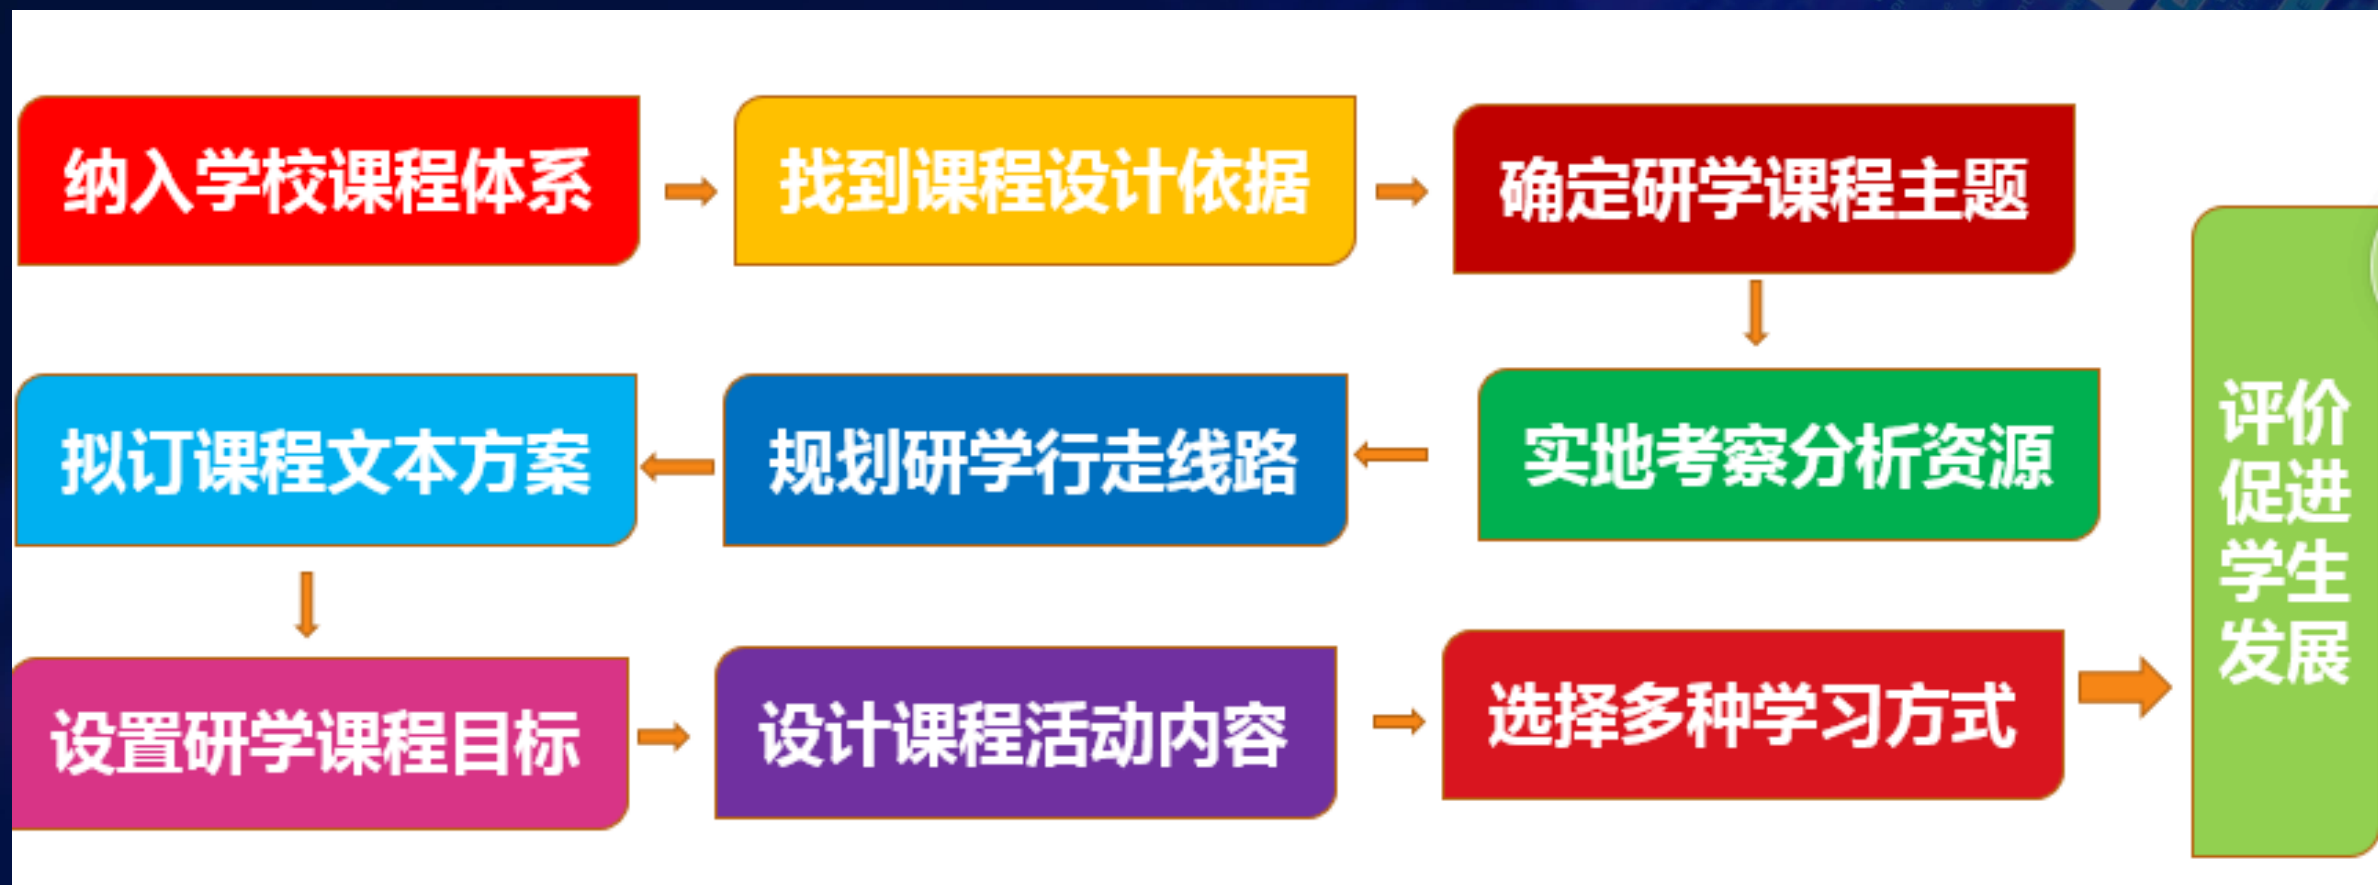 纳入学校课程体系
找到课程设计依据
确定研学课程主题
实地考察分析资源
规划研学行走线路
拟订课程文本方案
设置研学课程目标
设计课程活动内容
选择多种学习方式
评价
促进
学生
发展